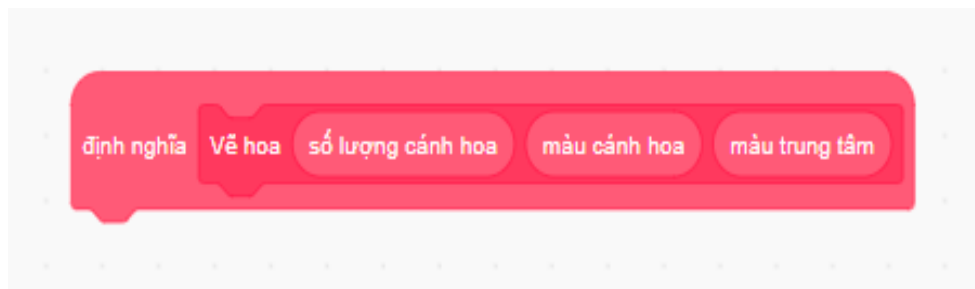 định nghĩa Vẽ hoa số lượng cánh hoa màu cánh hoa màu trung tâm